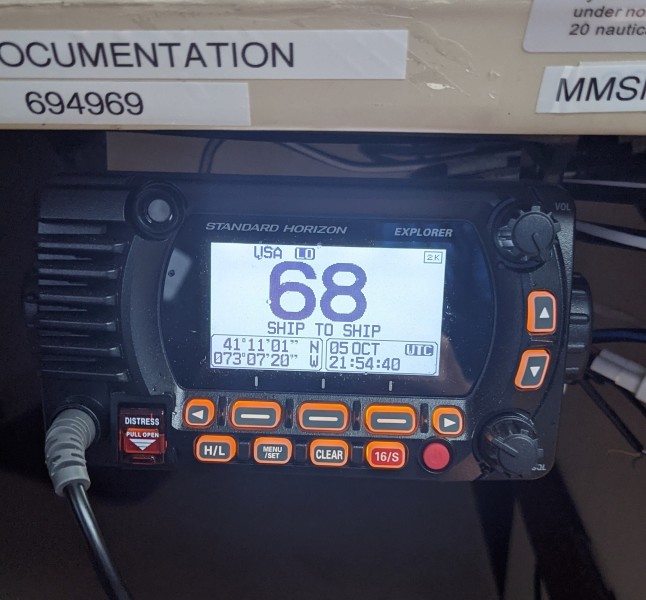 OCUMENTATION
694969
under no
20 nautica
MMSI
STANDARD HORIZON
EXPLORER
VOL
USA LO
2K
68
SHIP TO SHIP
41°11'01" N
073°07'20" W
05 OCT UTC
21:54:40
DISTRESS
PULL OPEN
H/L
MENU
/SET
CLEAR
16/S
SQL